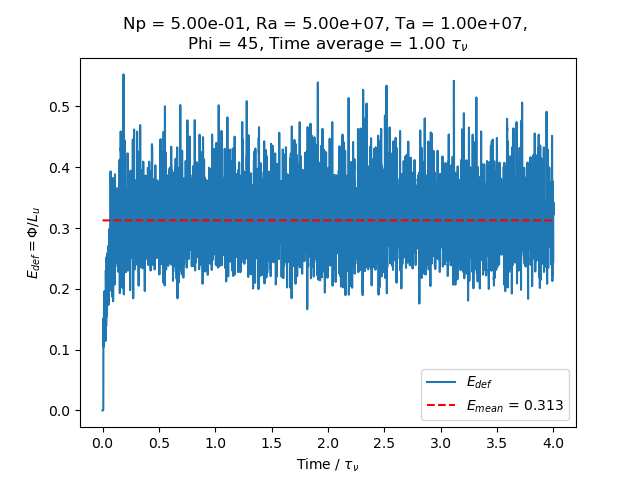 Np = 5.00e-01, Ra = 5.00e+07, Ta = 1.00e+07,
Phi = 45, Time average = 1.00 τ_ν
0.5
0.4
0.3
0.2
0.1
0.0
E_def = Φ/L_u
E_def
E_mean = 0.313
0.0 0.5 1.0 1.5 2.0 2.5 3.0 3.5 4.0
Time / τ_ν